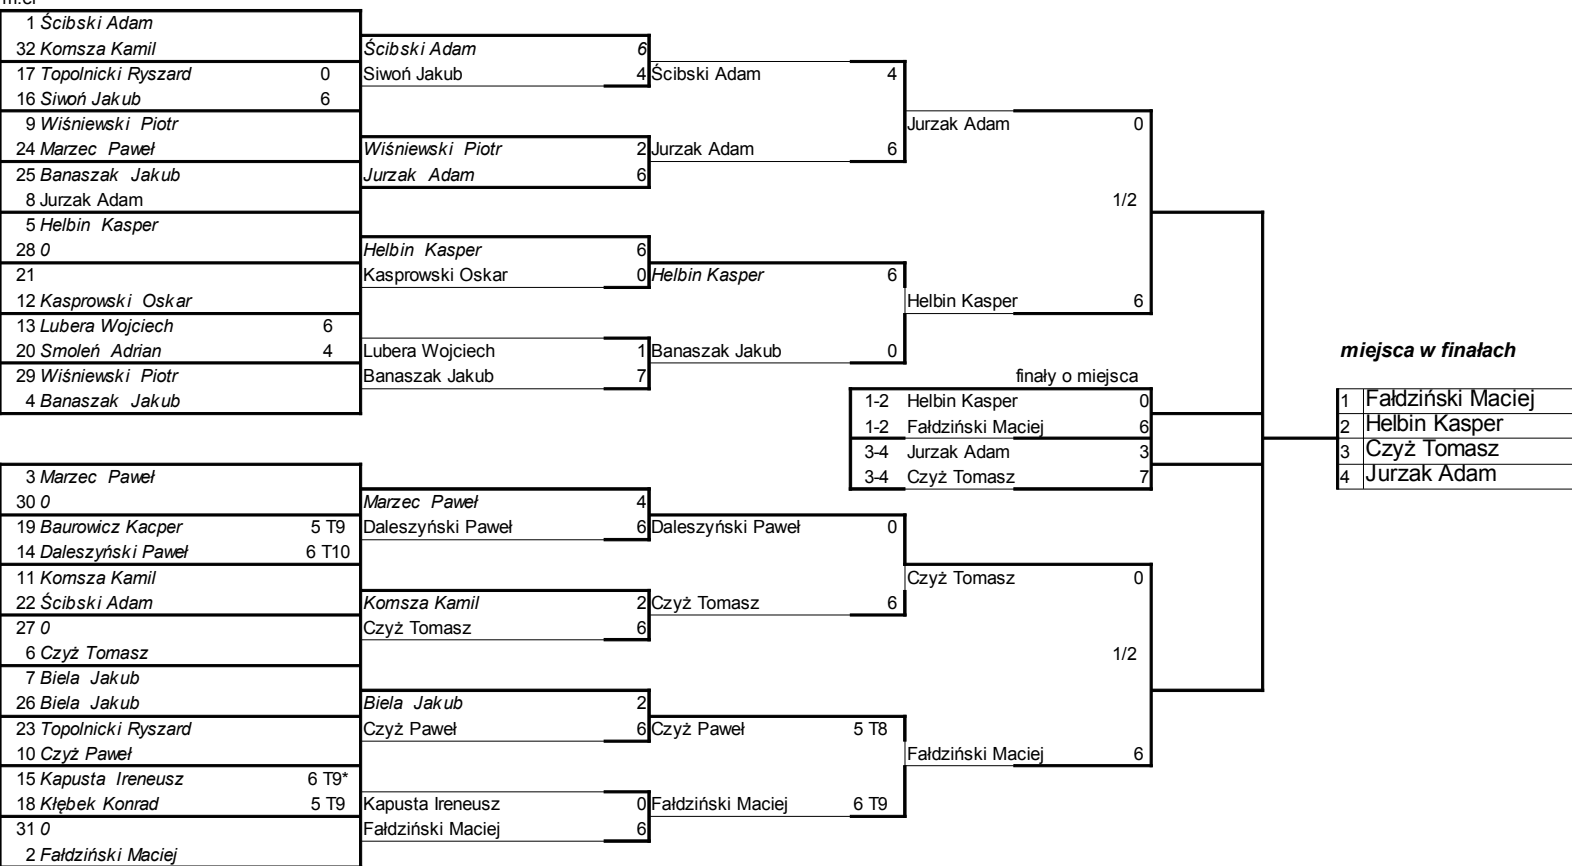 1 Ścibski Adam
32 Komsza Kamil Ścibski Adam 6
17 Topolnicki Ryszard 0 Siwoń Jakub 4 Ścibski Adam 4
16 Siwoń Jakub 6
9 Wiśniewski Piotr Jurzak Adam 0
24 Marzec Paweł Wiśniewski Piotr 2 Jurzak Adam 6
25 Banaszak Jakub Jurzak Adam 6
8 Jurzak Adam 1/2
5 Helbin Kasper
28 0 Helbin Kasper 6
21 Kasprowski Oskar 0 Helbin Kasper 6
12 Kasprowski Oskar Helbin Kasper 6
13 Lubera Wojciech 6
20 Smoleń Adrian 4 Lubera Wojciech 1 Banaszak Jakub 0 miejsca w finałach
29 Wiśniewski Piotr Banaszak Jakub 7 finały o miejsca
4 Banaszak Jakub 1-2 Helbin Kasper 0 1 Fałdziński Maciej
1-2 Fałdziński Maciej 6 2 Helbin Kasper
3-4 Jurzak Adam 3 3 Czyż Tomasz
3 Marzec Paweł 3-4 Czyż Tomasz 7 4 Jurzak Adam
30 0 Marzec Paweł 4
19 Baurowicz Kacper 5 T9 Daleszyński Paweł 6 Daleszyński Paweł 0
14 Daleszyński Paweł 6 T10
11 Komsza Kamil Czyż Tomasz 0
22 Ścibski Adam Komsza Kamil 2 Czyż Tomasz 6
27 0 Czyż Tomasz 6
6 Czyż Tomasz 1/2
7 Biela Jakub
26 Biela Jakub Biela Jakub 2
23 Topolnicki Ryszard Czyż Paweł 6 Czyż Paweł 5 T8
10 Czyż Paweł Fałdziński Maciej 6
15 Kapusta Ireneusz 6 T9*
18 Kłębek Konrad 5 T9 Kapusta Ireneusz 0 Fałdziński Maciej 6 T9
31 0 Fałdziński Maciej 6
2 Fałdziński Maciej